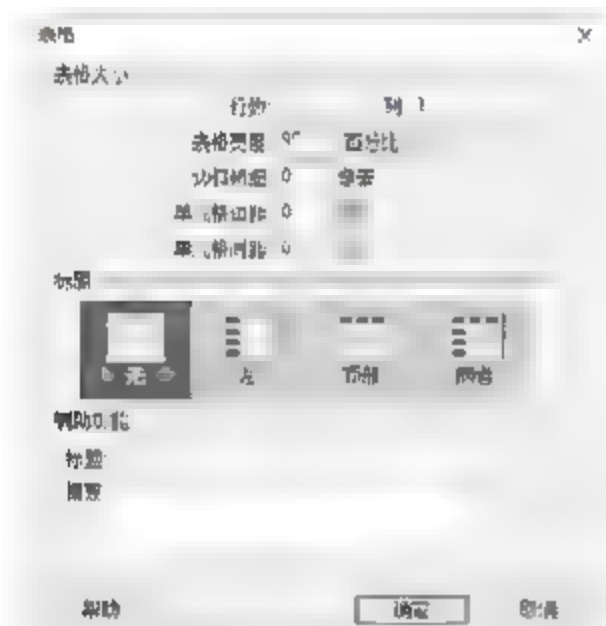 表格
表格大小
行数: 列: 1
表格宽度: 百分比
边框粗细: 0 像素
单元格边距: 0
单元格间距: 0
标题
无 左 顶部 两者
辅助功能
标题:
摘要:
帮助 确定 取消